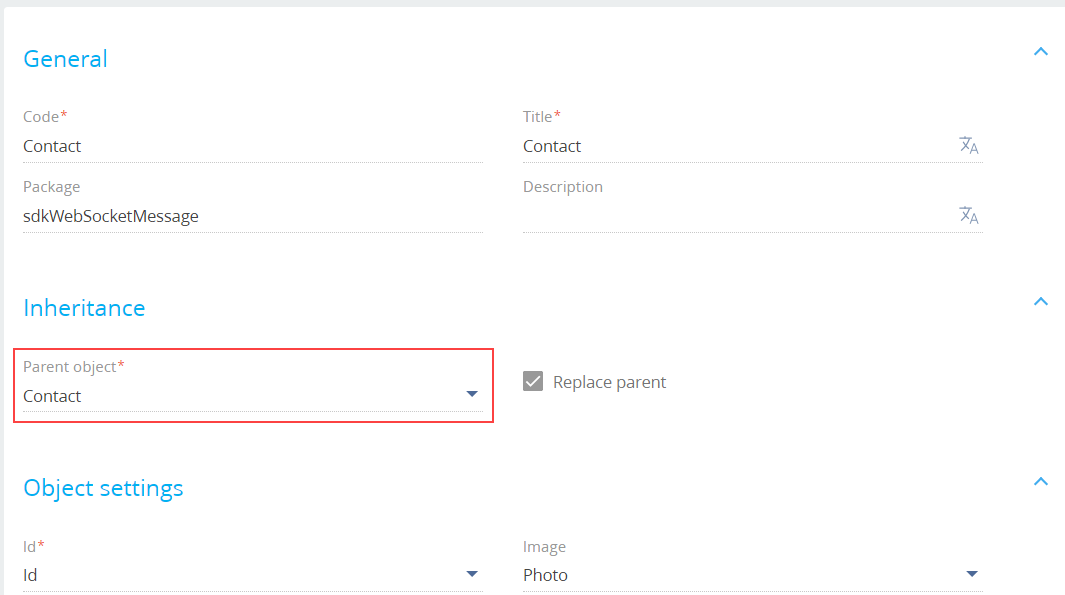 General
Code*
Title*
Contact
Contact
Package
Description
sdkWebSocketMessage
Inheritance
Parent object*
Contact
Replace parent
Object settings
Id*
Image
Id
Photo